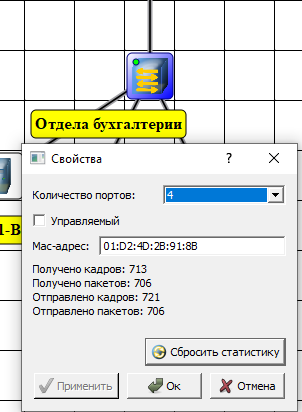 Отдела бухгалтерии
Свойства
Количество портов: 4
Управляемый
Mac-адрес: 01:D2:4D:2B:91:8B
Получено кадров: 713
Получено пакетов: 706
Отправлено кадров: 721
Отправлено пакетов: 706
1-В
Сбросить статистику
Применить
Ок
Отмена